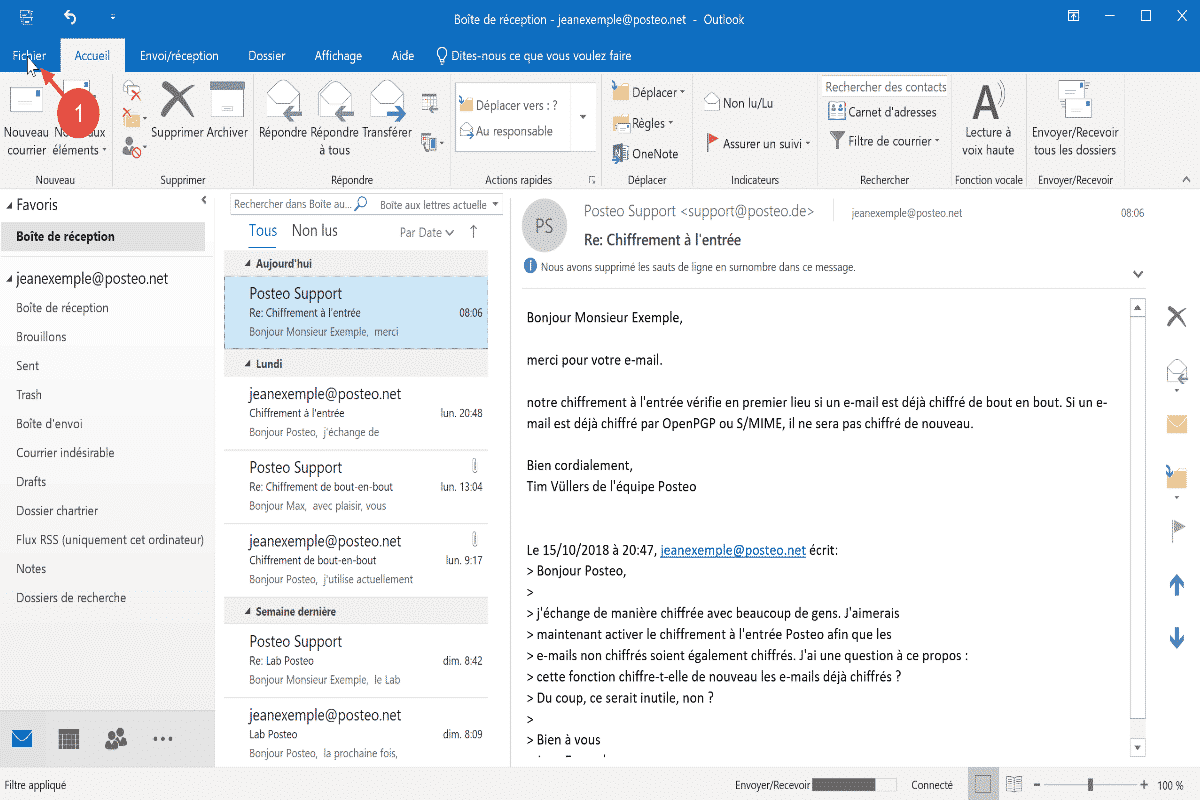 Boîte de réception - jeanexemple@posteo.net - Outlook
Fichier
Accueil
Envoi/réception
Dossier
Affichage
Aide
Dites-nous ce que vous voulez faire
1
Nouveau
courrier
éléments
Nouveau
Supprimer
Archiver
Supprimer
Répondre
Répondre
à tous
Transférer
Répondre
Déplacer vers : ?
Au responsable
Actions rapides
Déplacer
Règles
OneNote
Déplacer
Non lu/Lu
Assurer un suivi
Indicateurs
Rechercher des contacts
Carnet d'adresses
Filtre de courrier
Rechercher
Lecture à
voix haute
Fonction vocale
Envoyer/Recevoir
tous les dossiers
Envoyer/Recevoir
Favoris
Boîte de réception
jeanexemple@posteo.net
Boîte de réception
Brouillons
Sent
Trash
Boîte d'envoi
Courrier indésirable
Drafts
Dossier chartrier
Flux RSS (uniquement cet ordinateur)
Notes
Dossiers de recherche
Rechercher dans Boîte au...
Boîte aux lettres actuelle
Tous
Non lus
Par Date
Aujourd'hui
Posteo Support
Re: Chiffrement à l'entrée 08:06
Bonjour Monsieur Exemple, merci
Lundi
jeanexemple@posteo.net
Chiffrement à l'entrée lun. 20:48
Bonjour Posteo, j'échange de
Posteo Support
Re: Chiffrement de bout-en-bout lun. 13:04
Bonjour Max, avec plaisir, vous
jeanexemple@posteo.net
Chiffrement de bout-en-bout lun. 9:17
Bonjour Posteo, j'utilise actuellement
Semaine dernière
Posteo Support
Re: Lab Posteo dim. 8:42
Bonjour Monsieur Exemple, le Lab
jeanexemple@posteo.net
Lab Posteo dim. 8:09
Bonjour Posteo, la prochaine fois,
PS
Posteo Support <support@posteo.de>
jeanexemple@posteo.net
08:06
Re: Chiffrement à l'entrée
Nous avons supprimé les sauts de ligne en surnombre dans ce message.
Bonjour Monsieur Exemple,
merci pour votre e-mail.
notre chiffrement à l'entrée vérifie en premier lieu si un e-mail est déjà chiffré de bout en bout. Si un e-
mail est déjà chiffré par OpenPGP ou S/MIME, il ne sera pas chiffré de nouveau.
Bien cordialement,
Tim Vüllers de l'équipe Posteo
Le 15/10/2018 à 20:47, jeanexemple@posteo.net écrit:
> Bonjour Posteo,
>
> j'échange de manière chiffrée avec beaucoup de gens. J'aimerais
> maintenant activer le chiffrement à l'entrée Posteo afin que les
> e-mails non chiffrés soient également chiffrés. J'ai une question à ce propos :
> cette fonction chiffre-t-elle de nouveau les e-mails déjà chiffrés ?
> Du coup, ce serait inutile, non ?
>
> Bien à vous
Filtre appliqué
Envoyer/Recevoir
Connecté
100 %